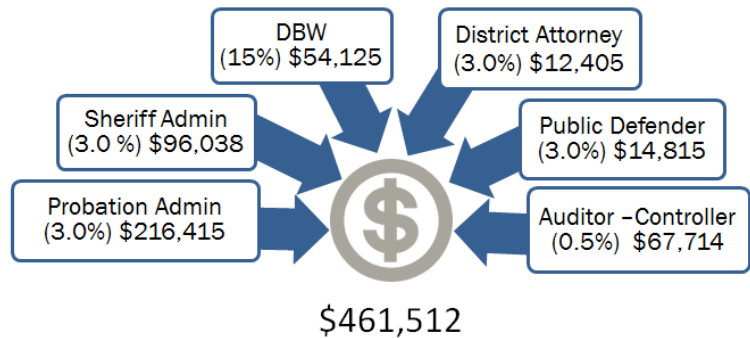 DBW
(15%) $54,125
District Attorney
(3.0%) $12,405
Sheriff Admin
(3.0 %) $96,038
Public Defender
(3.0%) $14,815
Probation Admin
(3.0%) $216,415
Auditor –Controller
(0.5%) $67,714
$
$461,512